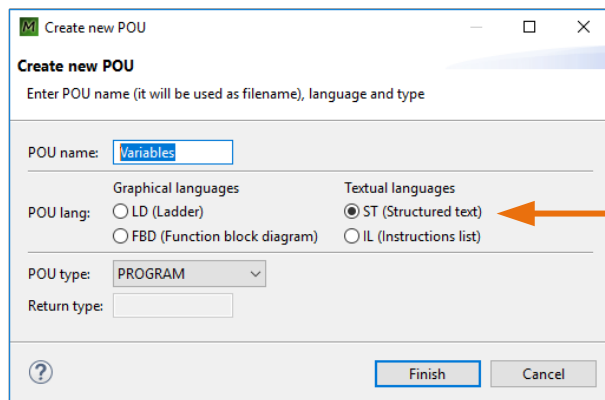 Create new POU
Create new POU
Enter POU name (it will be used as filename), language and type
POU name: Variables
Graphical languages Textual languages
POU lang: LD (Ladder) ST (Structured text)
FBD (Function block diagram) IL (Instructions list)
POU type: PROGRAM
Return type:
? Finish Cancel